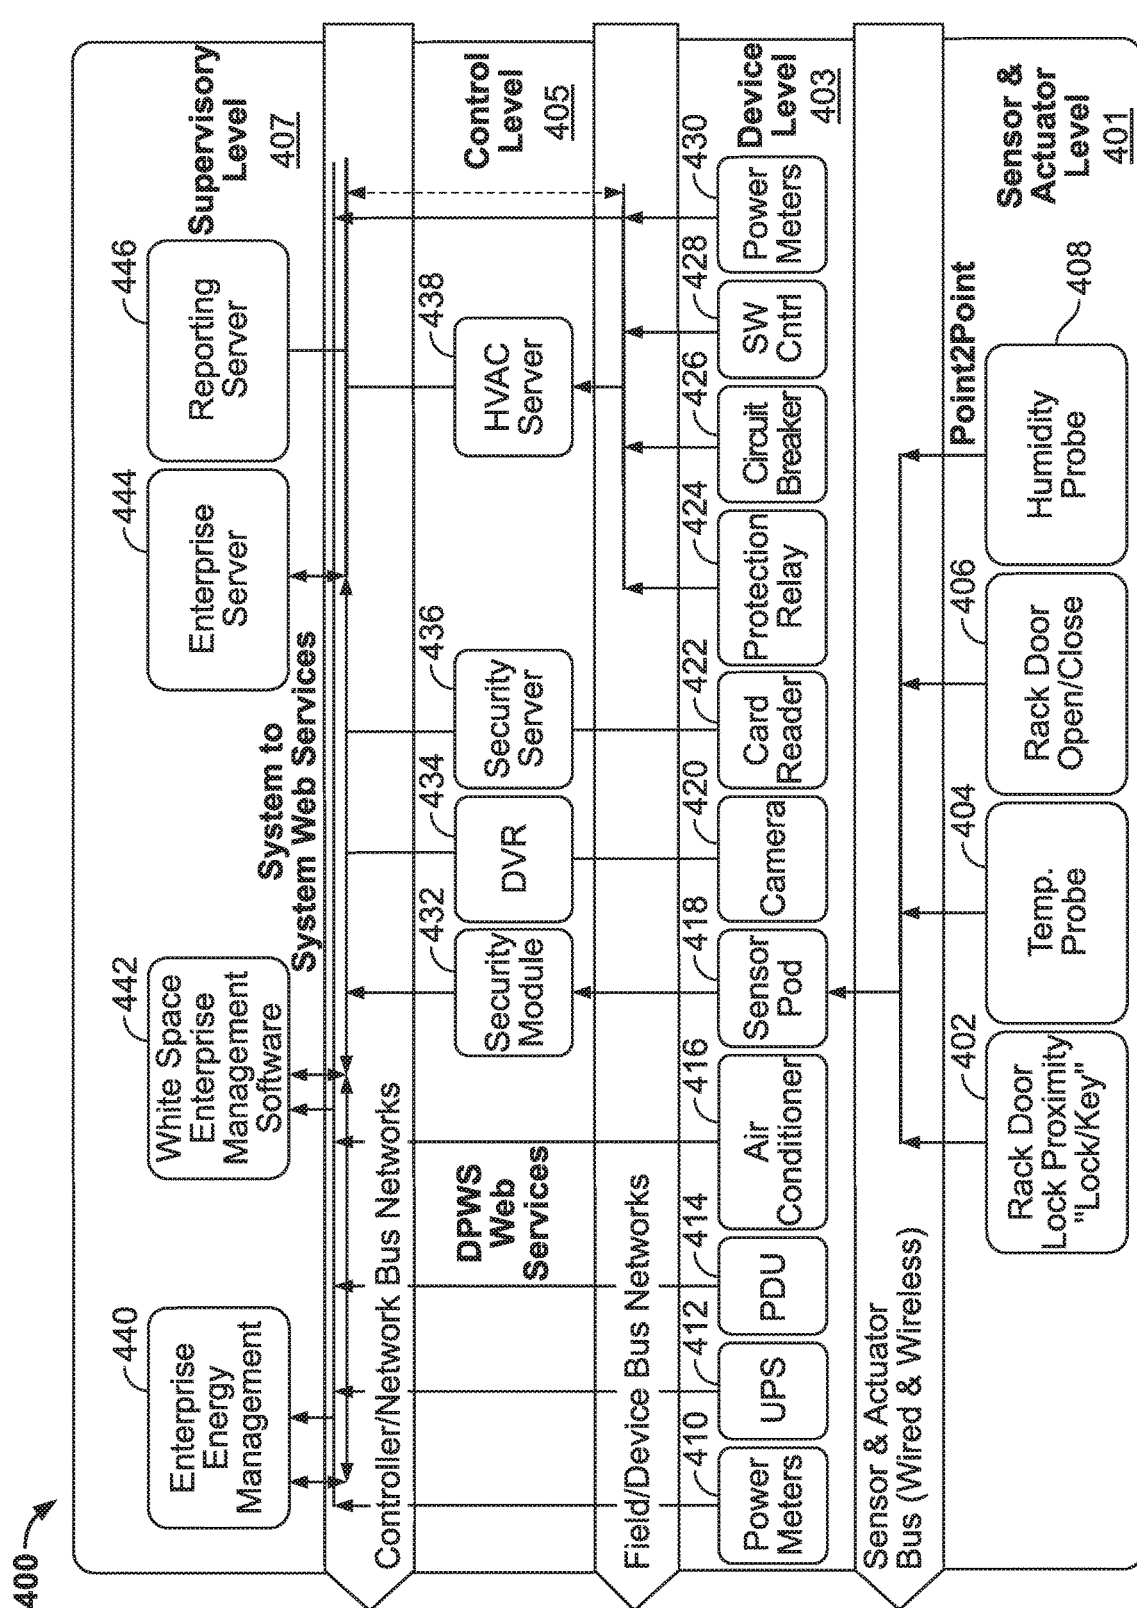 400
440
Enterprise
Energy
Management
442
White Space
Enterprise
Management
Software
444
Enterprise
Server
446
Reporting
Server
Supervisory
Level
407
System to
System Web Services
Controller/Network Bus Networks
DPWS
Web
Services
432
Security
Module
434
DVR
436
Security
Server
438
HVAC
Server
Control
Level
405
Field/Device Bus Networks
410
Power
Meters
412
UPS
414
PDU
416
Air
Conditioner
418
Sensor
Pod
420
Camera
422
Card
Reader
424
Protection
Relay
426
Circuit
Breaker
428
SW
Cntrl
430
Power
Meters
Device
Level
403
Sensor & Actuator
Bus (Wired & Wireless)
Point2Point
402
Rack Door
Lock Proximity
"Lock/Key"
404
Temp.
Probe
406
Rack Door
Open/Close
408
Humidity
Probe
Sensor &
Actuator
Level
401